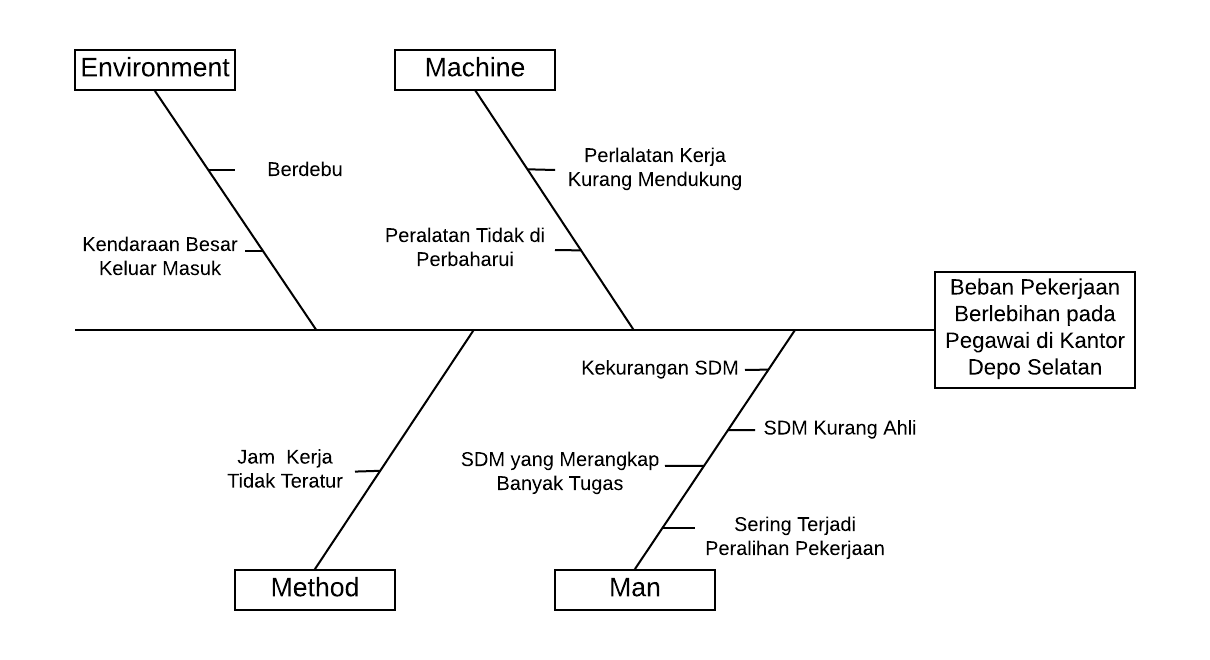 Environment
Machine
Berdebu
Perlalatan Kerja
Kurang Mendukung
Kendaraan Besar
Keluar Masuk
Peralatan Tidak di
Perbaharui
Beban Pekerjaan
Berlebihan pada
Pegawai di Kantor
Depo Selatan
Kekurangan SDM
SDM Kurang Ahli
Jam Kerja
Tidak Teratur
SDM yang Merangkap
Banyak Tugas
Sering Terjadi
Peralihan Pekerjaan
Method
Man